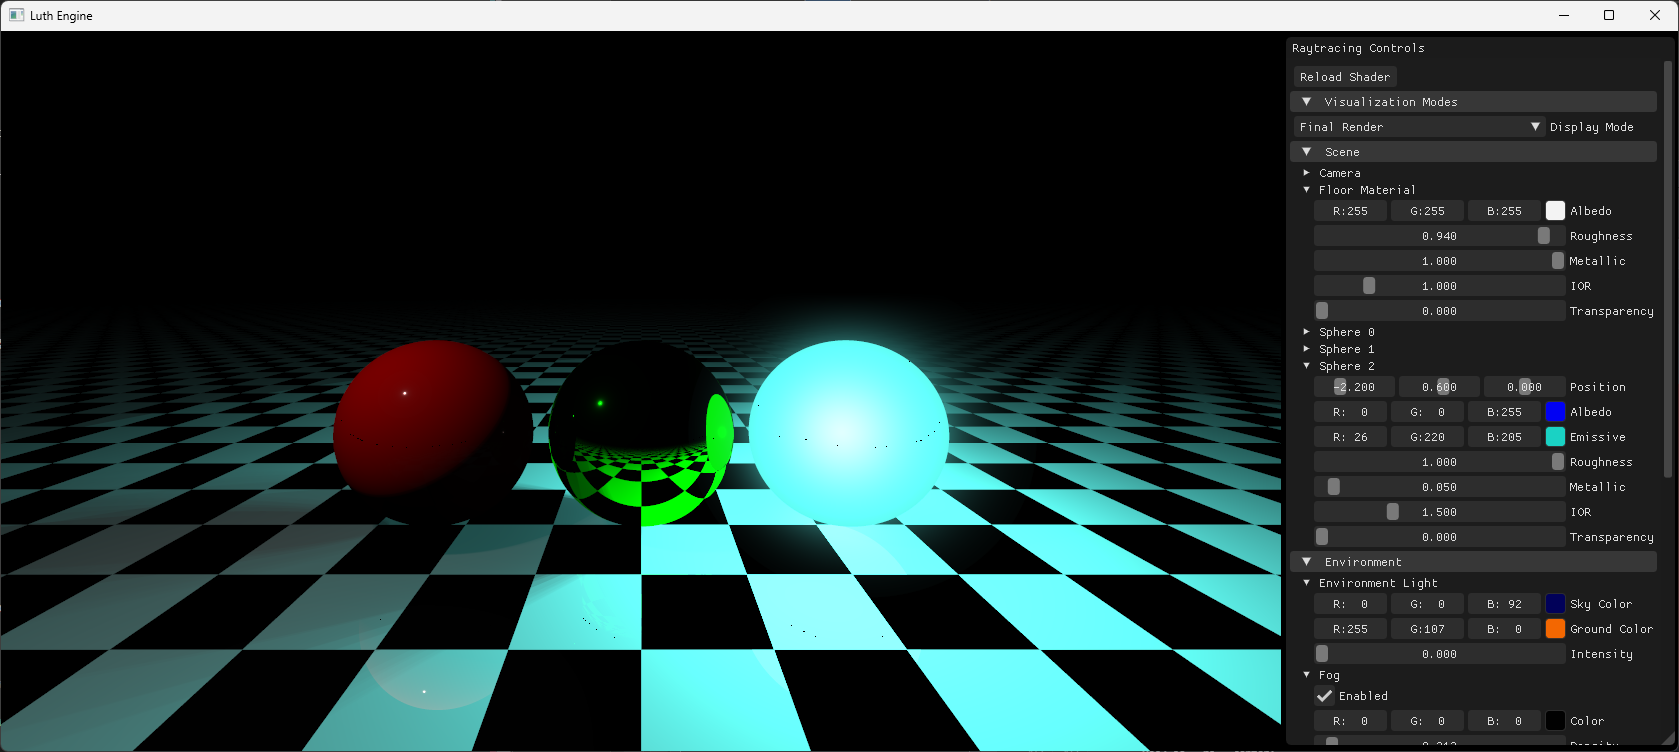 Luth Engine
Raytracing Controls
Reload Shader
Visualization Modes
Final Render Display Mode
Scene
Camera
Floor Material
R:255 G:255 B:255 Albedo
0.940 Roughness
1.000 Metallic
1.000 IOR
0.000 Transparency
Sphere 0
Sphere 1
Sphere 2
-2.200 0.600 0.000 Position
R: 0 G: 0 B:255 Albedo
R: 26 G:220 B:205 Emissive
1.000 Roughness
0.050 Metallic
1.500 IOR
0.000 Transparency
Environment
Environment Light
R: 0 G: 0 B: 92 Sky Color
R:255 G:107 B: 0 Ground Color
0.000 Intensity
Fog
Enabled
R: 0 G: 0 B: 0 Color